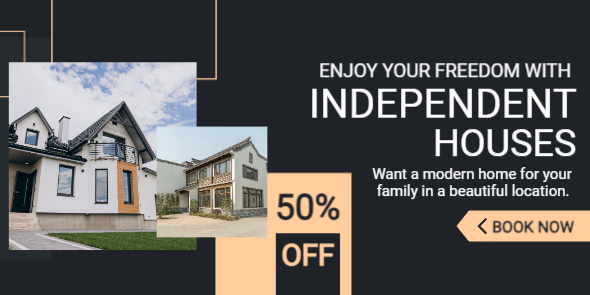 ENJOY YOUR FREEDOM WITH
INDEPENDENT
HOUSES
Want a modern home for your
family in a beautiful location.
50%
OFF
BOOK NOW